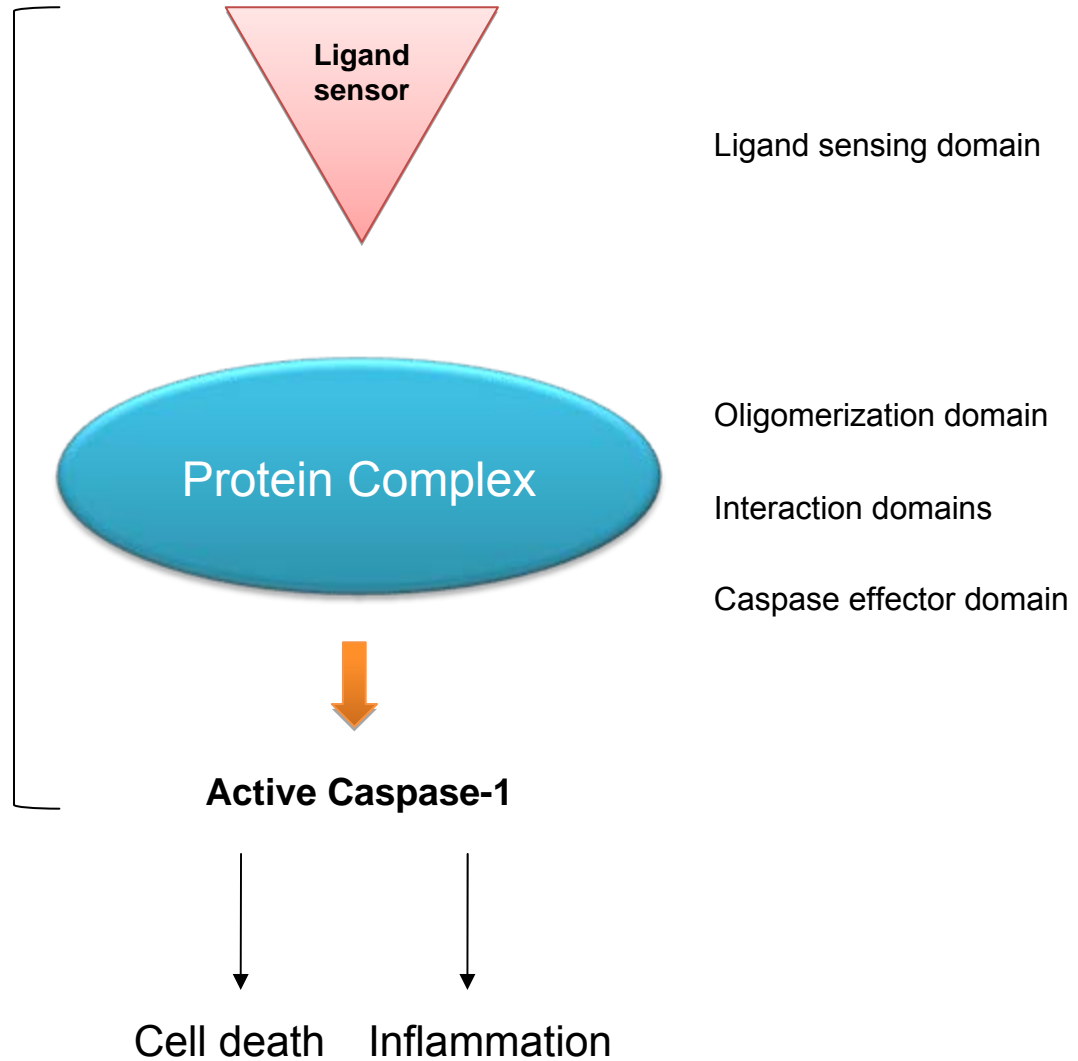 Ligand
sensor
Ligand sensing domain
Oligomerization domain
Protein Complex
Interaction domains
Caspase effector domain
Active Caspase-1
Cell death
Inflammation